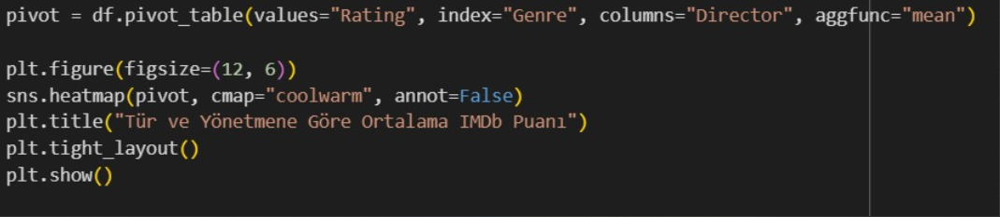 pivot = df.pivot_table(values="Rating", index="Genre", columns="Director", aggfunc="mean")
plt.figure(figsize=(12, 6))
sns.heatmap(pivot, cmap="coolwarm", annot=False)
plt.title("Tür ve Yönetmene Göre Ortalama IMDb Puanı")
plt.tight_layout()
plt.show()